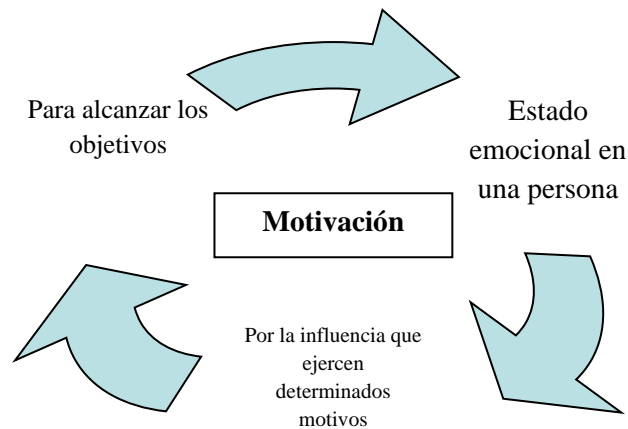 Para alcanzar los
objetivos
Estado
emocional en
una persona
Motivación
Por la influencia que
ejercen
determinados
motivos